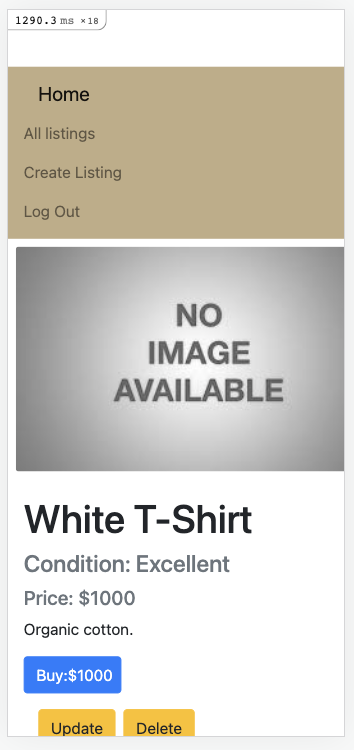 1290.3 ms ×18
Home
All listings
Create Listing
Log Out
NO
IMAGE
AVAILABLE
White T-Shirt
Condition: Excellent
Price: $1000
Organic cotton.
Buy:$1000
Update Delete